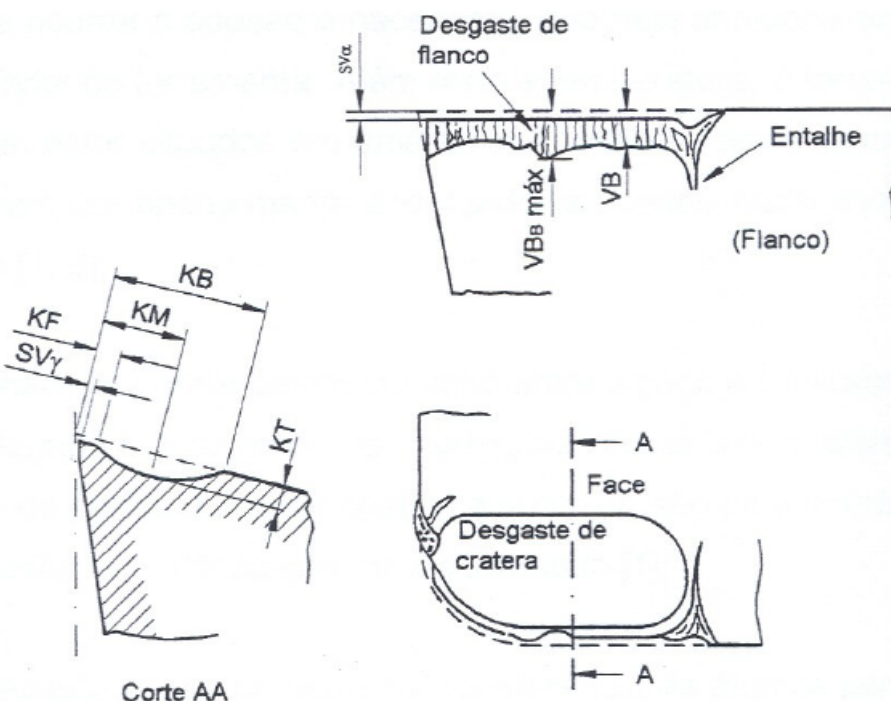 SVα
Desgaste de
flanco
Entalhe
VBB máx
VB
(Flanco)
KB
KM
KF
SVγ
KT
A
Face
Desgaste de
cratera
A
Corte AA